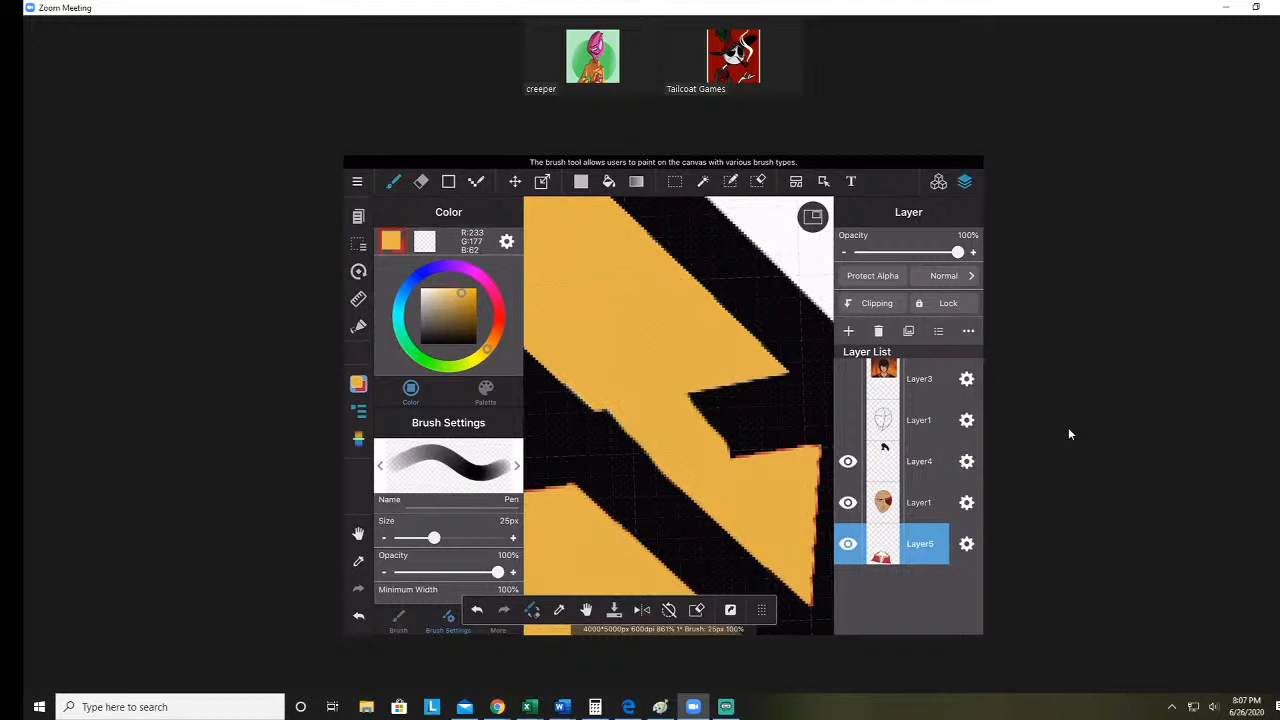 Zoom Meeting
creeper
Tailcoat Games
The brush tool allows users to paint on the canvas with various brush types.
T
Color
R:233
G:177
B:62
Color
Palette
Brush Settings
Name
Pen
Size
25px
-
+
Opacity
100%
-
+
Minimum Width
100%
Brush
Brush Settings
More
4000*5000px 600dpi 861% 1* Brush: 25px 100%
Layer
Opacity
100%
-
+
Protect Alpha
Normal
Clipping
Lock
Layer List
Layer3
Layer1
Layer4
Layer1
Layer5
Type here to search
8:07 PM
6/26/2020